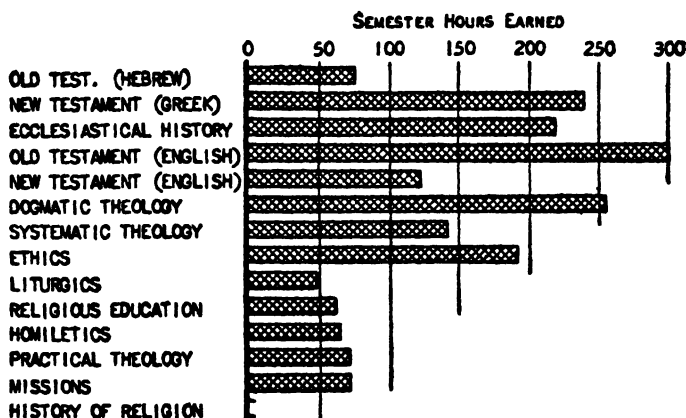 SEMESTER HOURS EARNED
0 50 100 150 200 250 300
OLD TEST. (HEBREW)
NEW TESTAMENT (GREEK)
ECCLESIASTICAL HISTORY
OLD TESTAMENT (ENGLISH)
NEW TESTAMENT (ENGLISH)
DOGMATIC THEOLOGY
SYSTEMATIC THEOLOGY
ETHICS
LITURGICS
RELIGIOUS EDUCATION
HOMILETICS
PRACTICAL THEOLOGY
MISSIONS
HISTORY OF RELIGION